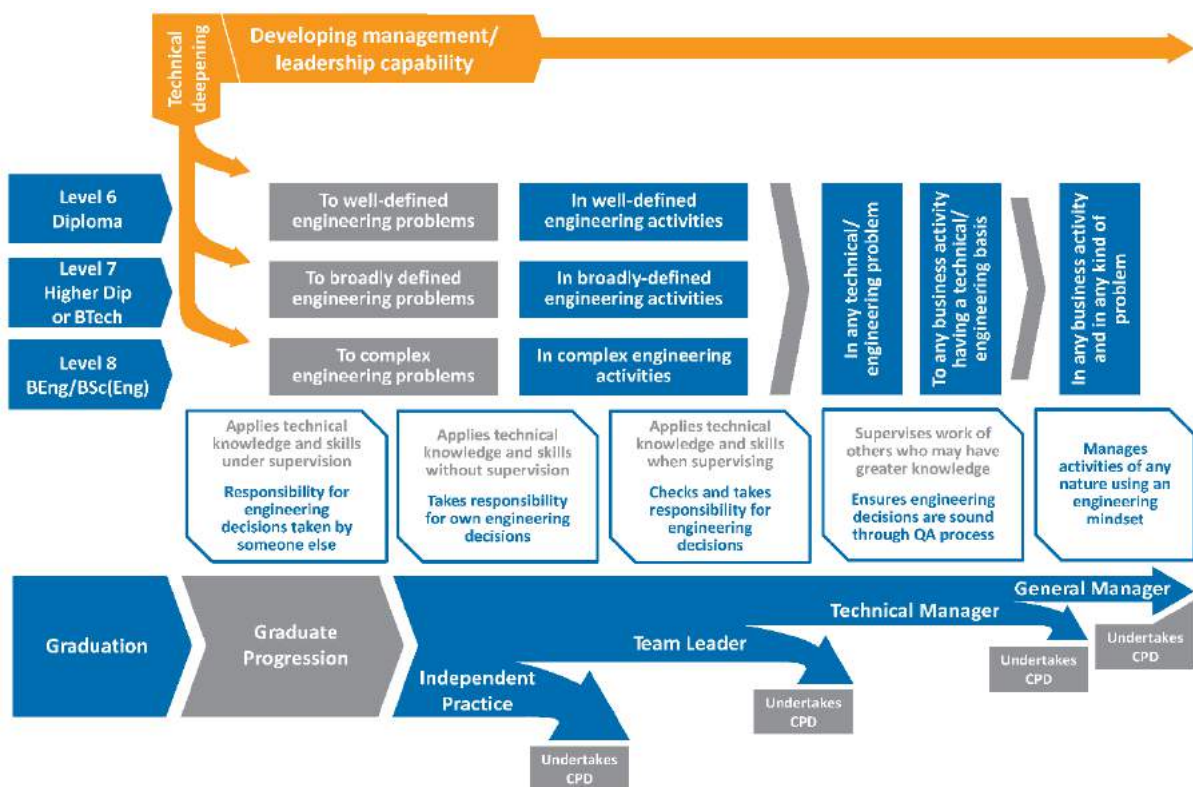 Technical
deepening
Developing management/
leadership capability
Level 6
Diploma
To well-defined
engineering problems
In well-defined
engineering activities
Level 7
Higher Dip
or BTech
To broadly defined
engineering problems
In broadly-defined
engineering activities
Level 8
BEng/BSc(Eng)
To complex
engineering problems
In complex engineering
activities
In any technical/
engineering problem
To any business activity
having a technical/
engineering basis
In any business activity
and in any kind of
problem
Applies technical
knowledge and skills
under supervision
Responsibility for
engineering
decisions taken by
someone else
Applies technical
knowledge and skills
without supervision
Takes responsibility
for own engineering
decisions
Applies technical
knowledge and skills
when supervising
Checks and takes
responsibility for
engineering
decisions
Supervises work of
others who may have
greater knowledge
Ensures engineering
decisions are sound
through QA process
Manages
activities of any
nature using an
engineering
mindset
Graduation
Graduate
Progression
Independent
Practice
Team Leader
Technical Manager
General Manager
Undertakes
CPD
Undertakes
CPD
Undertakes
CPD
Undertakes
CPD